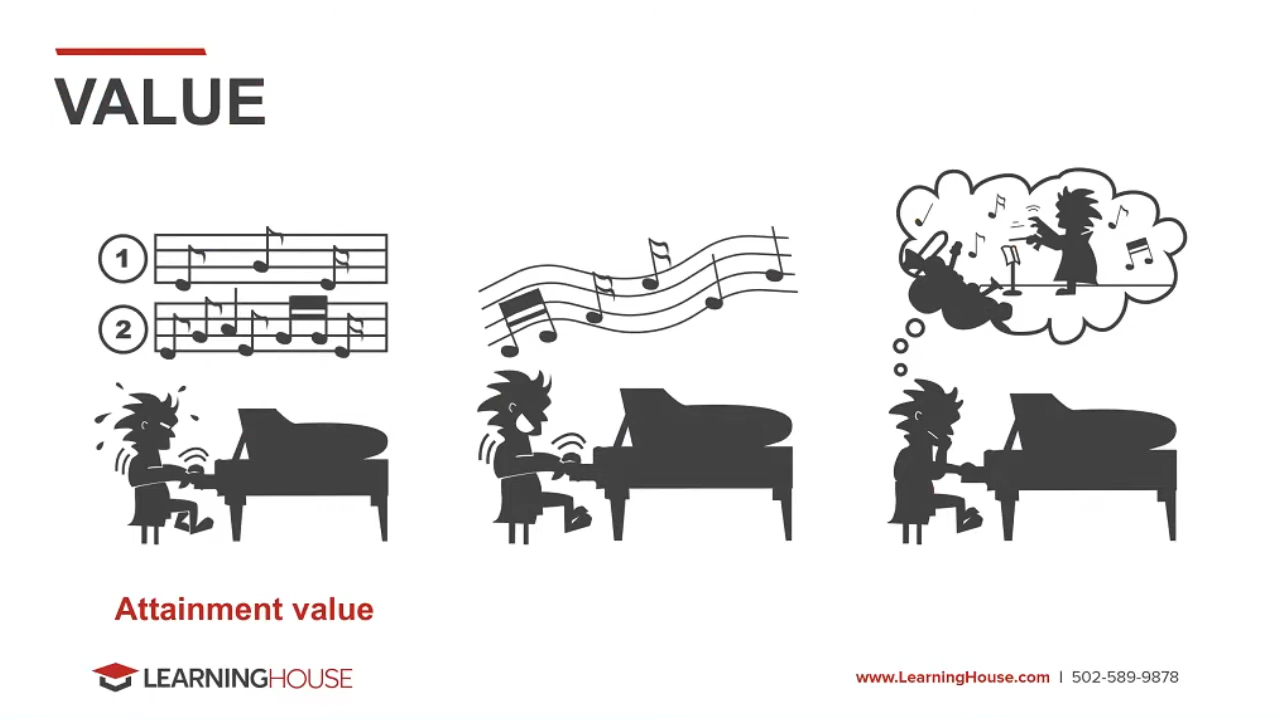 VALUE
1
2
Attainment value
LEARNINGHOUSE
www.LearningHouse.com | 502-589-9878